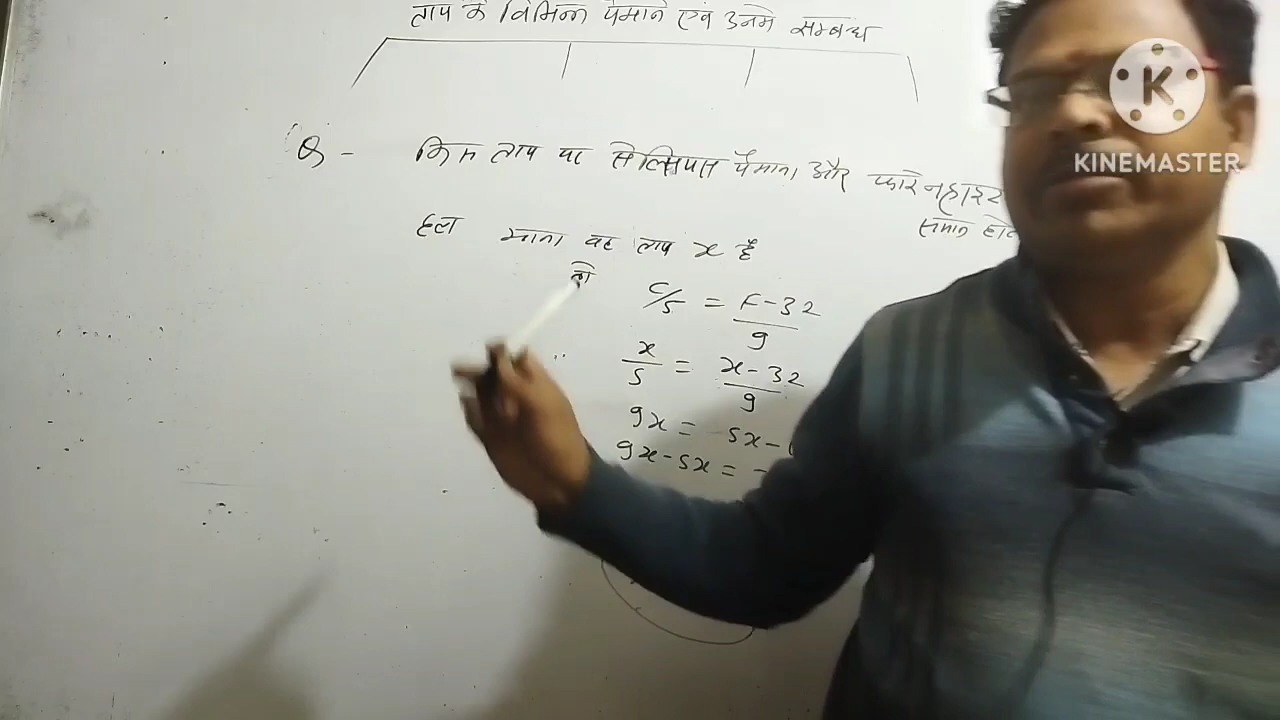 ताप के विभिन्न पैमाने एवं उनमे सम्बन्ध
Q - किस ताप पर सेल्सियस पैमाना और फारेनहाइट
समान
हल माना वह ताप x है
तो C/5 = F-32/9
x/5 = x-32/9
9x = 5x-
9x-5x = -
K
KINEMASTER